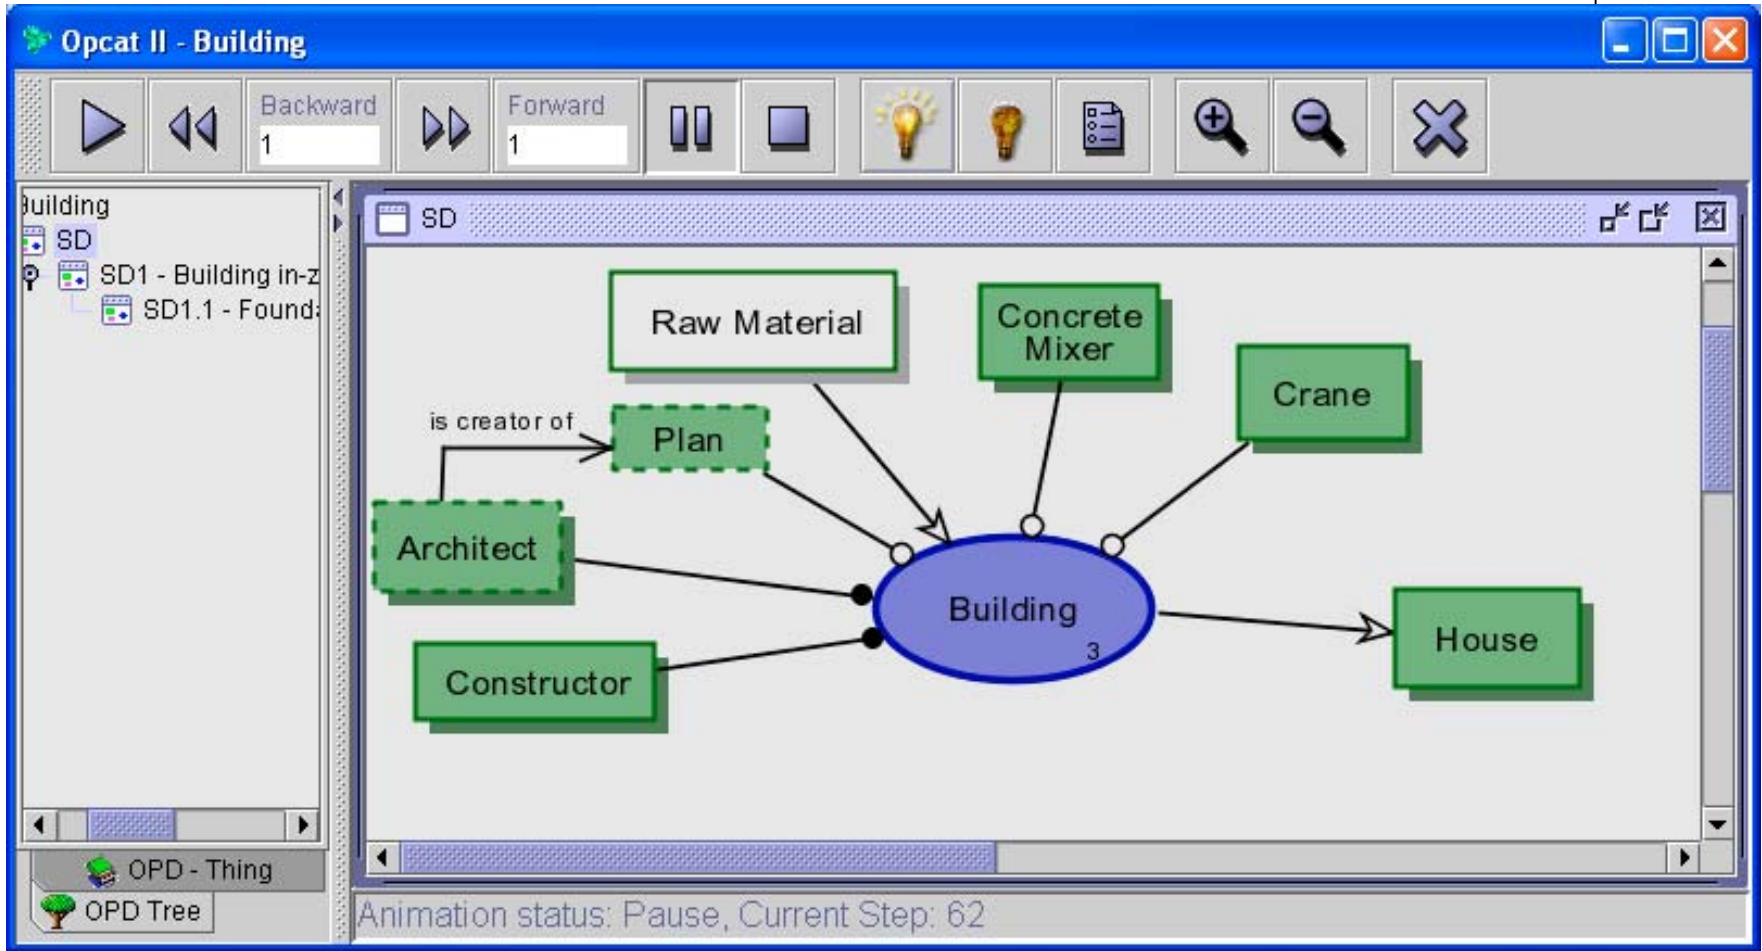 Opcat II - Building
Backward
1
Forward
1
Building
SD
SD1 - Building in-z
SD1.1 - Found
OPD - Thing
OPD Tree
SD
Raw Material
Concrete
Mixer
Crane
is creator of
Plan
Architect
Building
3
House
Constructor
Animation status: Pause, Current Step: 62